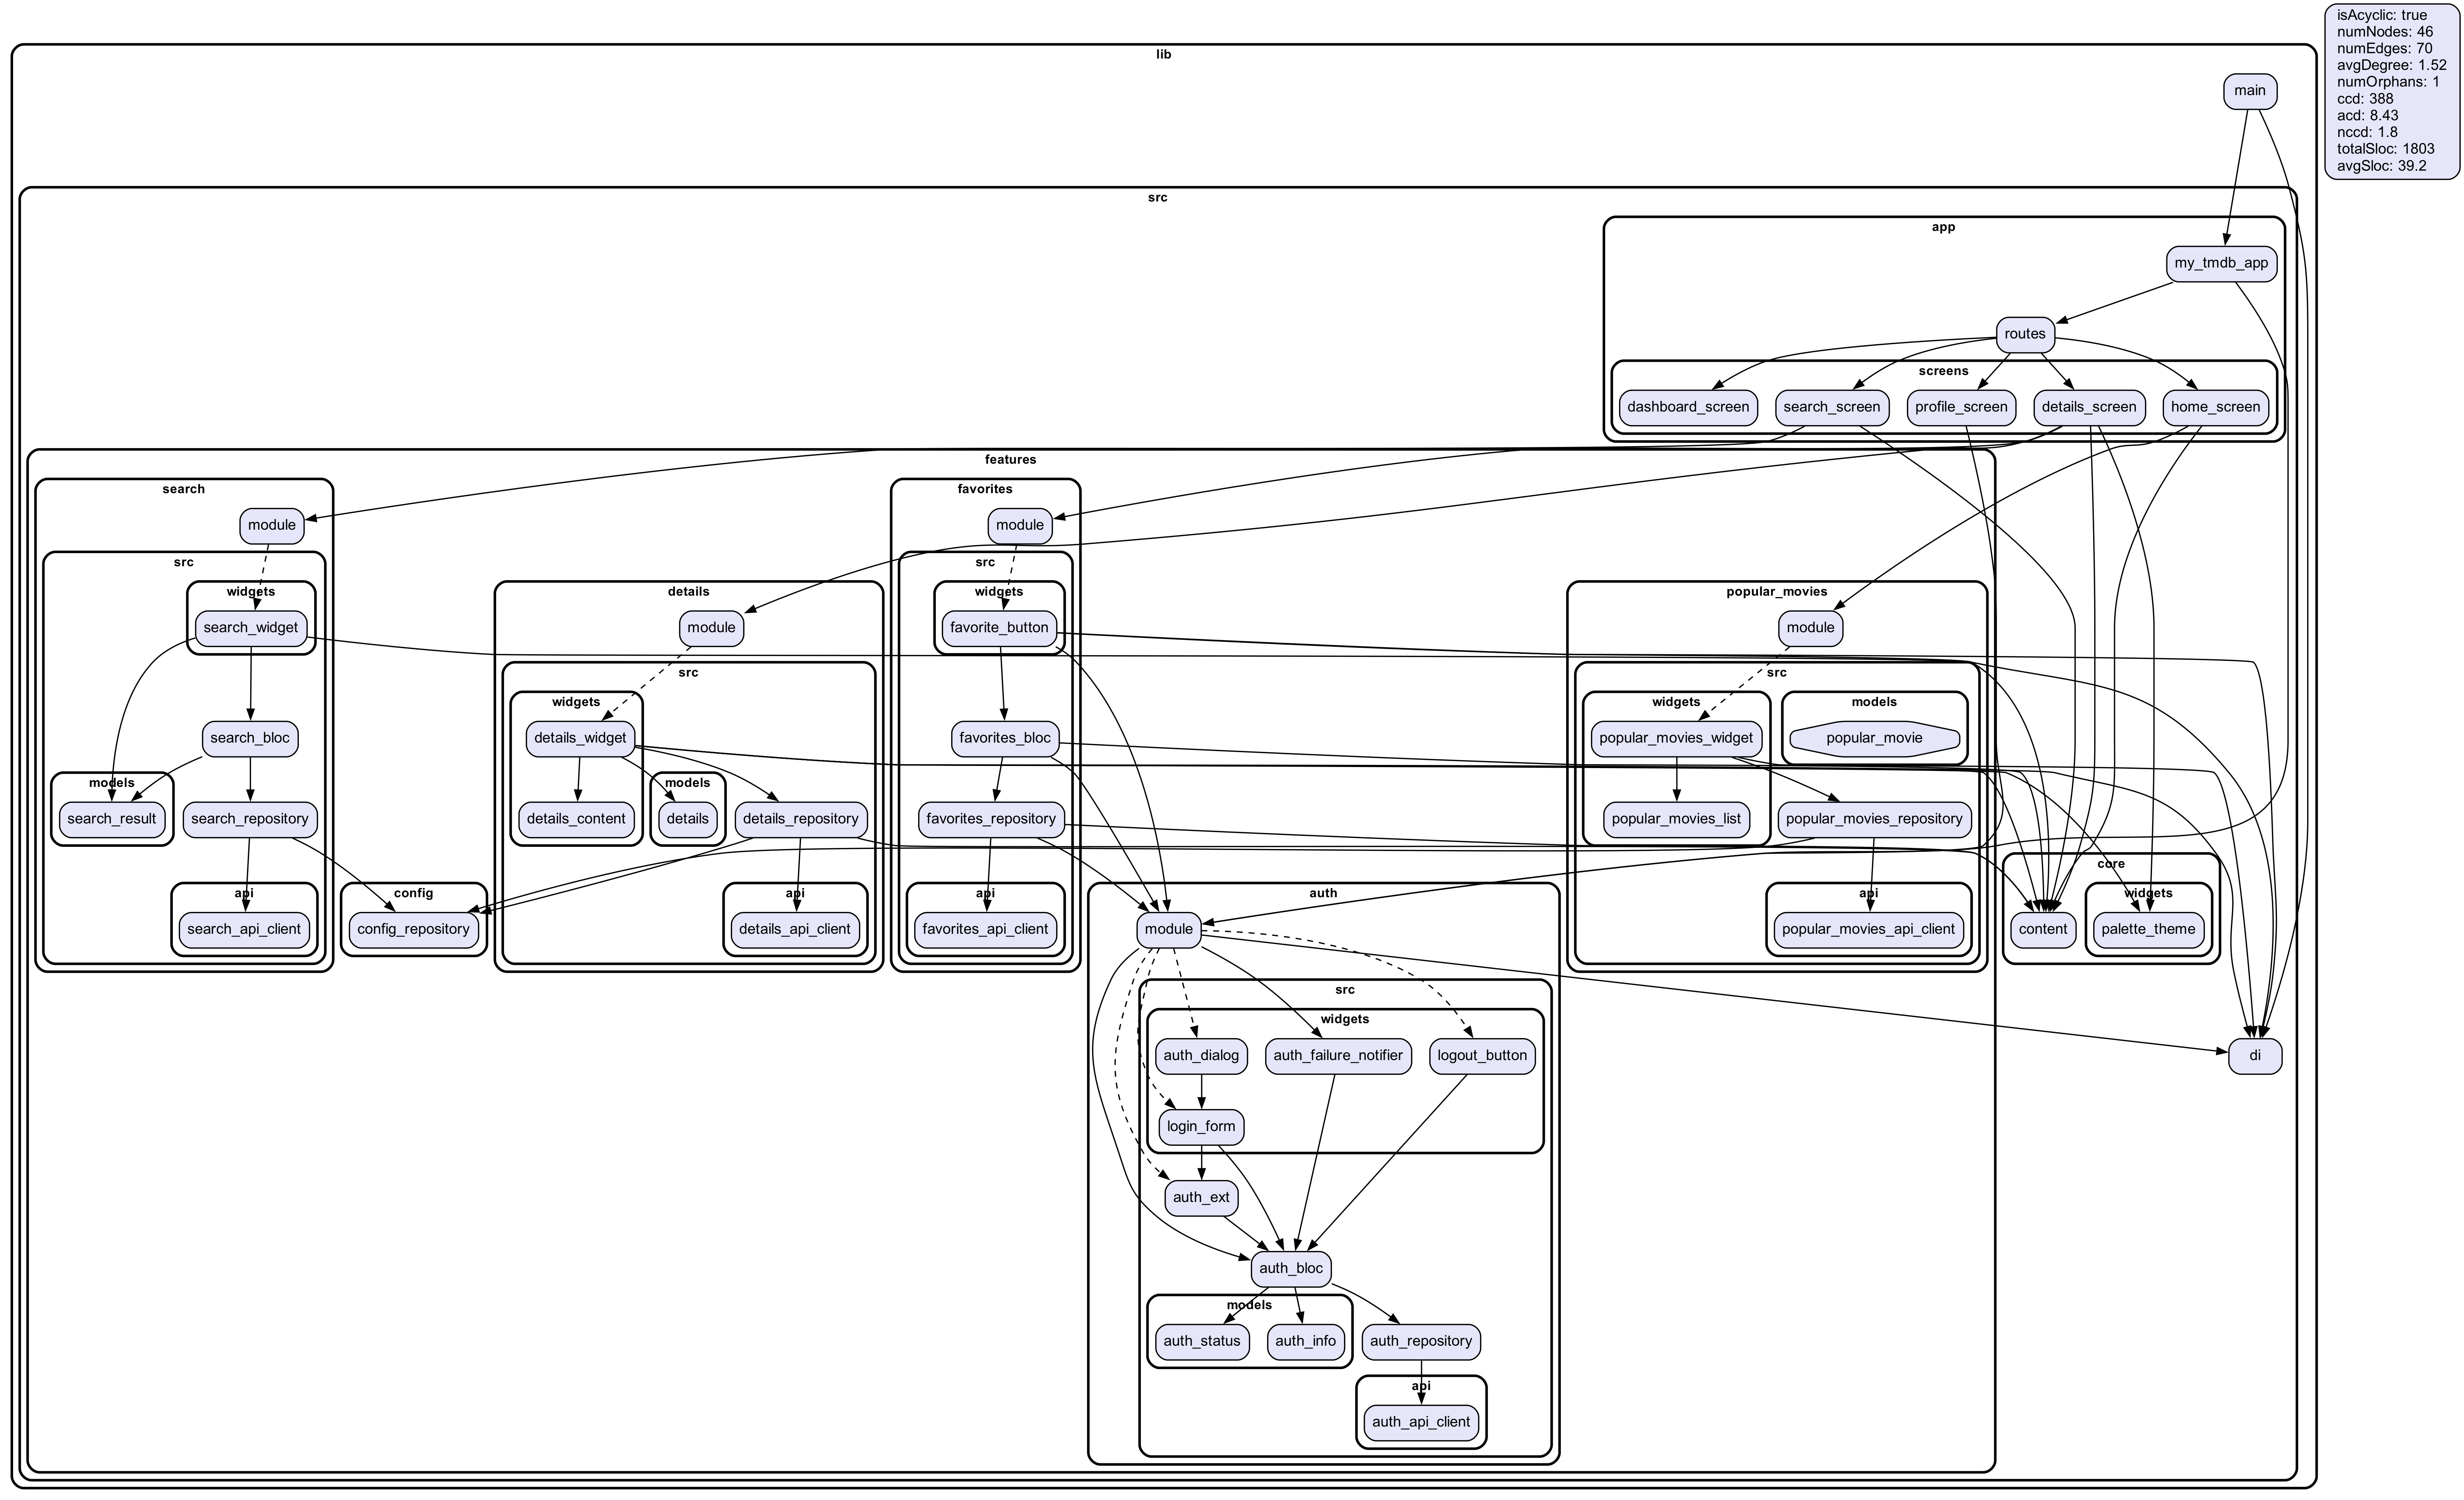 isAcyclic: true
numNodes: 46
numEdges: 70
avgDegree: 1.52
numOrphans: 1
ccd: 388
acd: 8.43
nccd: 1.8
totalSloc: 1803
avgSloc: 39.2
lib
main
src
app
my_tmdb_app
routes
screens
dashboard_screen
search_screen
profile_screen
details_screen
home_screen
features
search
module
src
widgets
search_widget
search_bloc
models
search_result
search_repository
api
search_api_client
config
config_repository
details
module
src
widgets
details_widget
details_content
models
details
details_repository
api
details_api_client
favorites
module
src
widgets
favorite_button
favorites_bloc
favorites_repository
api
favorites_api_client
popular_movies
module
src
widgets
popular_movies_widget
popular_movies_list
models
popular_movie
popular_movies_repository
api
popular_movies_api_client
core
content
widgets
palette_theme
di
auth
module
src
widgets
auth_dialog
auth_failure_notifier
logout_button
login_form
auth_ext
auth_bloc
models
auth_status
auth_info
auth_repository
api
auth_api_client